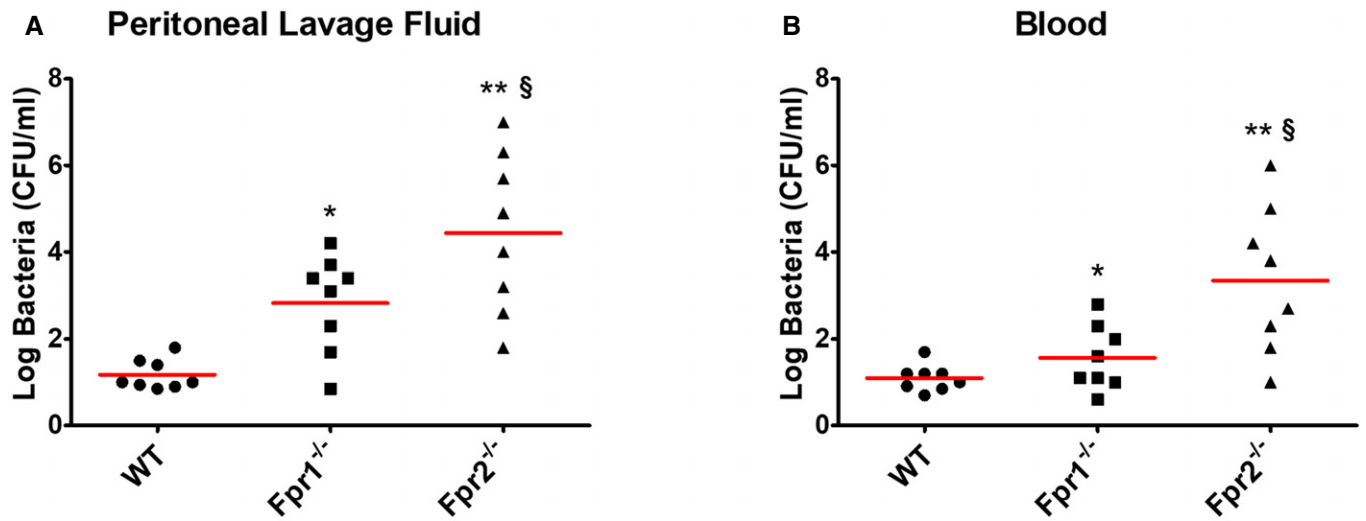 A Peritoneal Lavage Fluid
Log Bacteria (CFU/ml)
8
6
4
2
0
*
** §
WT
Fpr1-/-
Fpr2-/-
B Blood
Log Bacteria (CFU/ml)
8
6
4
2
0
*
** §
WT
Fpr1-/-
Fpr2-/-